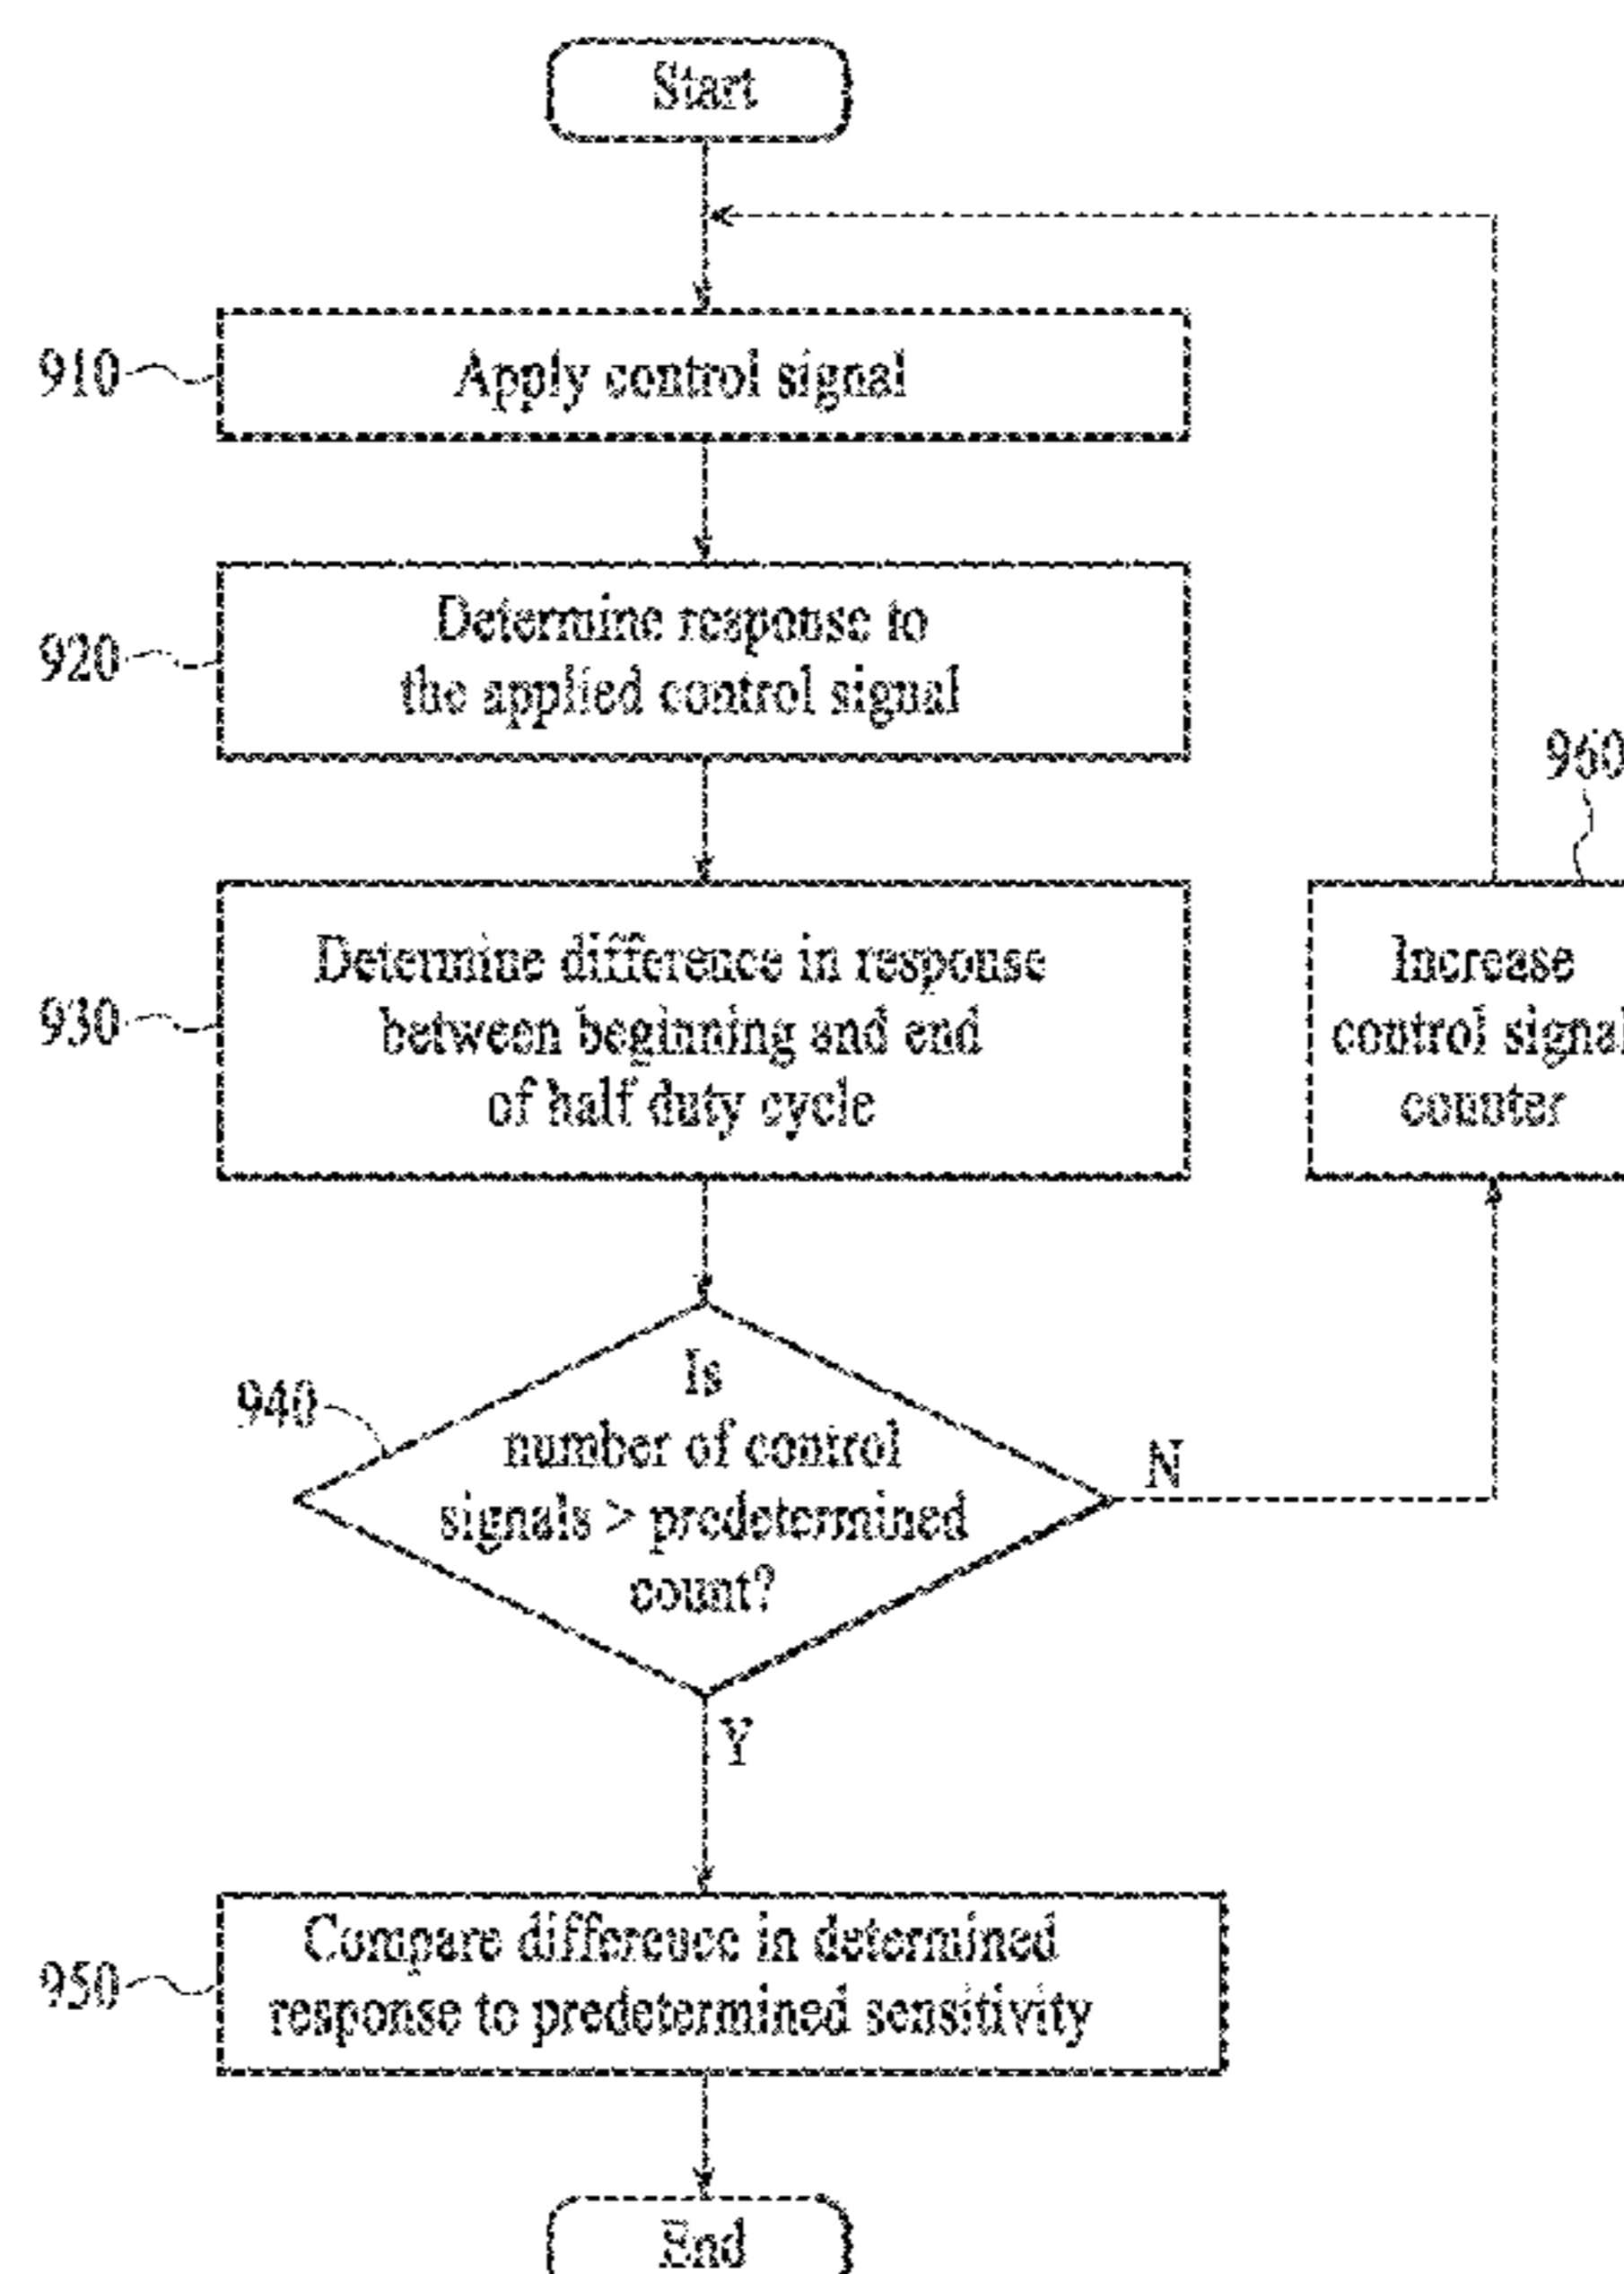 Start
910
Apply control signal
920
Determine response to
the applied control signal
960
930
Determine difference in response
between beginning and end
of half duty cycle
Increase
control signal
counter
940
Is
number of control
signals > predetermined
count?
N
Y
950
Compare difference in determined
response to predetermined sensitivity
End